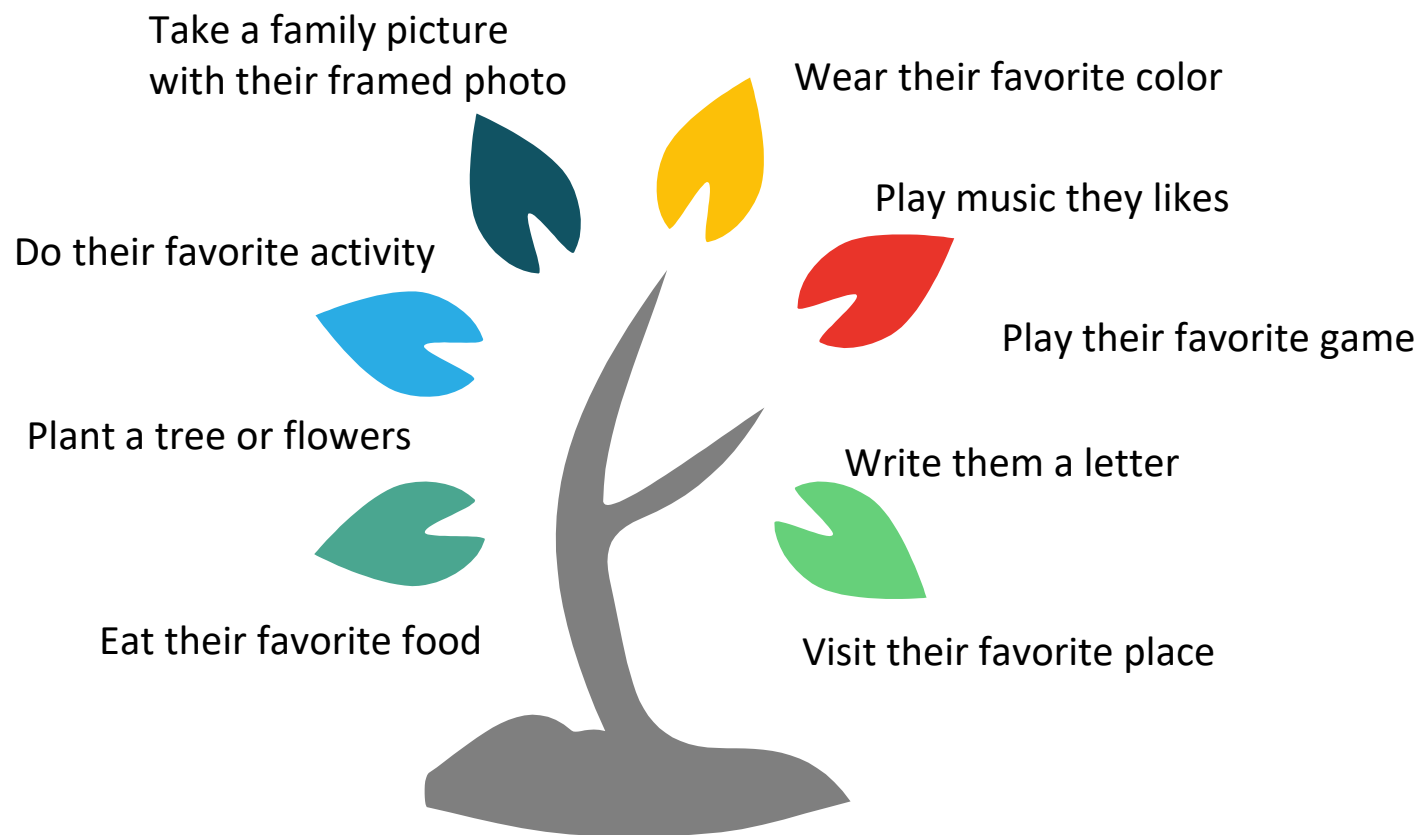 Take a family picture
with their framed photo
Wear their favorite color
Play music they likes
Do their favorite activity
Play their favorite game
Plant a tree or flowers
Write them a letter
Eat their favorite food
Visit their favorite place